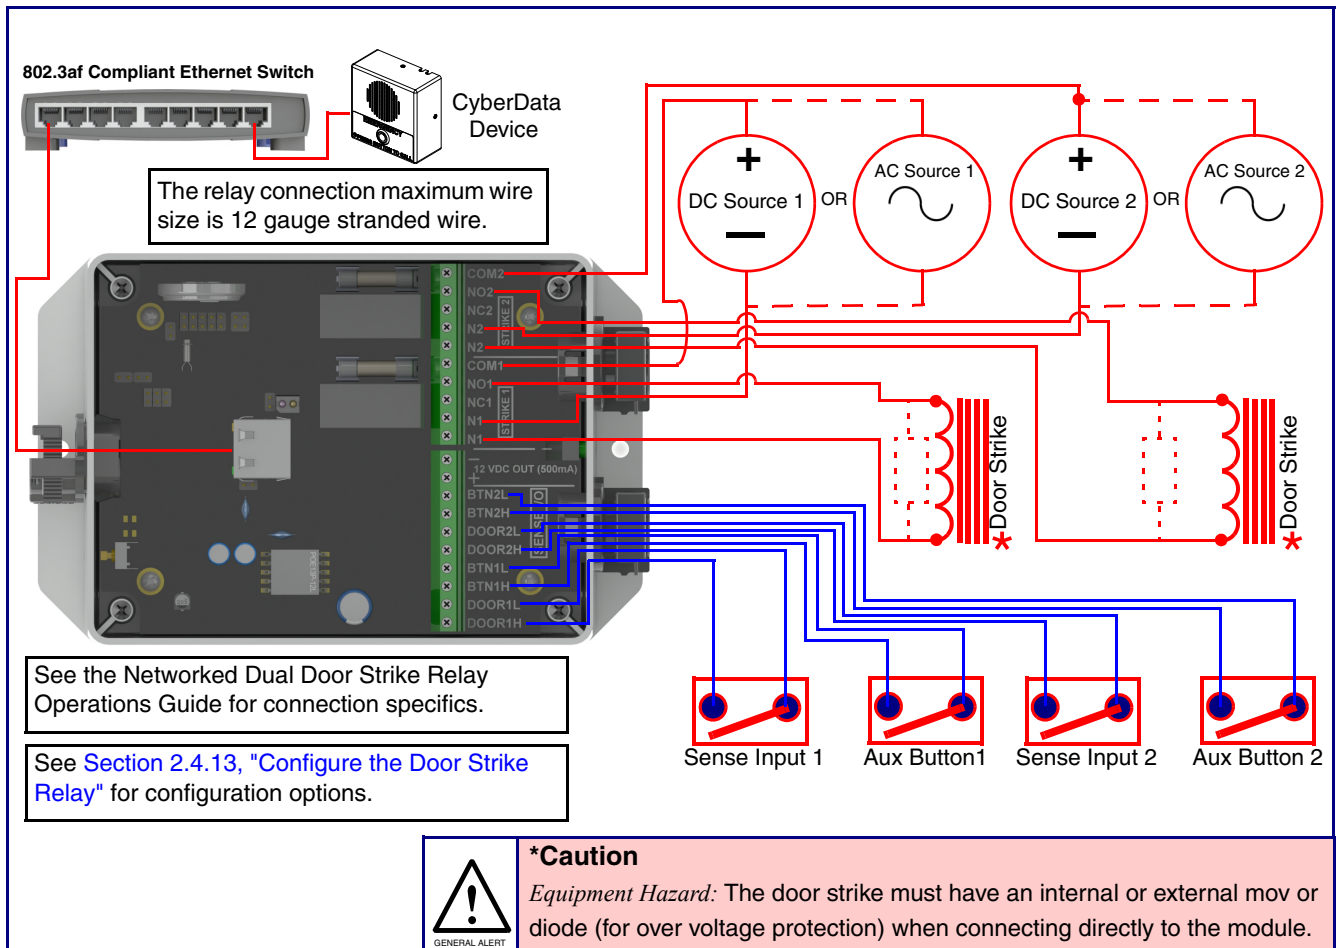 802.3af Compliant Ethernet Switch
CyberData
Device
The relay connection maximum wire
size is 12 gauge stranded wire.
+
DC Source 1
—
OR
AC Source 1
+
DC Source 2
—
OR
AC Source 2
COM2
NO2
NC2
N2
N2
STRIKE 2
COM1
NO1
NC1
N1
N1
STRIKE 1
−
+
12 VDC OUT (500mA)
BTN2L
BTN2H
DOOR2L
DOOR2H
BTN1L
BTN1H
DOOR1L
DOOR1H
*Door Strike
*Door Strike
Sense Input 1
Aux Button1
Sense Input 2
Aux Button 2
See the Networked Dual Door Strike Relay
Operations Guide for connection specifics.
See Section 2.4.13, "Configure the Door Strike
Relay" for configuration options.
GENERAL ALERT
*Caution
Equipment Hazard: The door strike must have an internal or external mov or
diode (for over voltage protection) when connecting directly to the module.